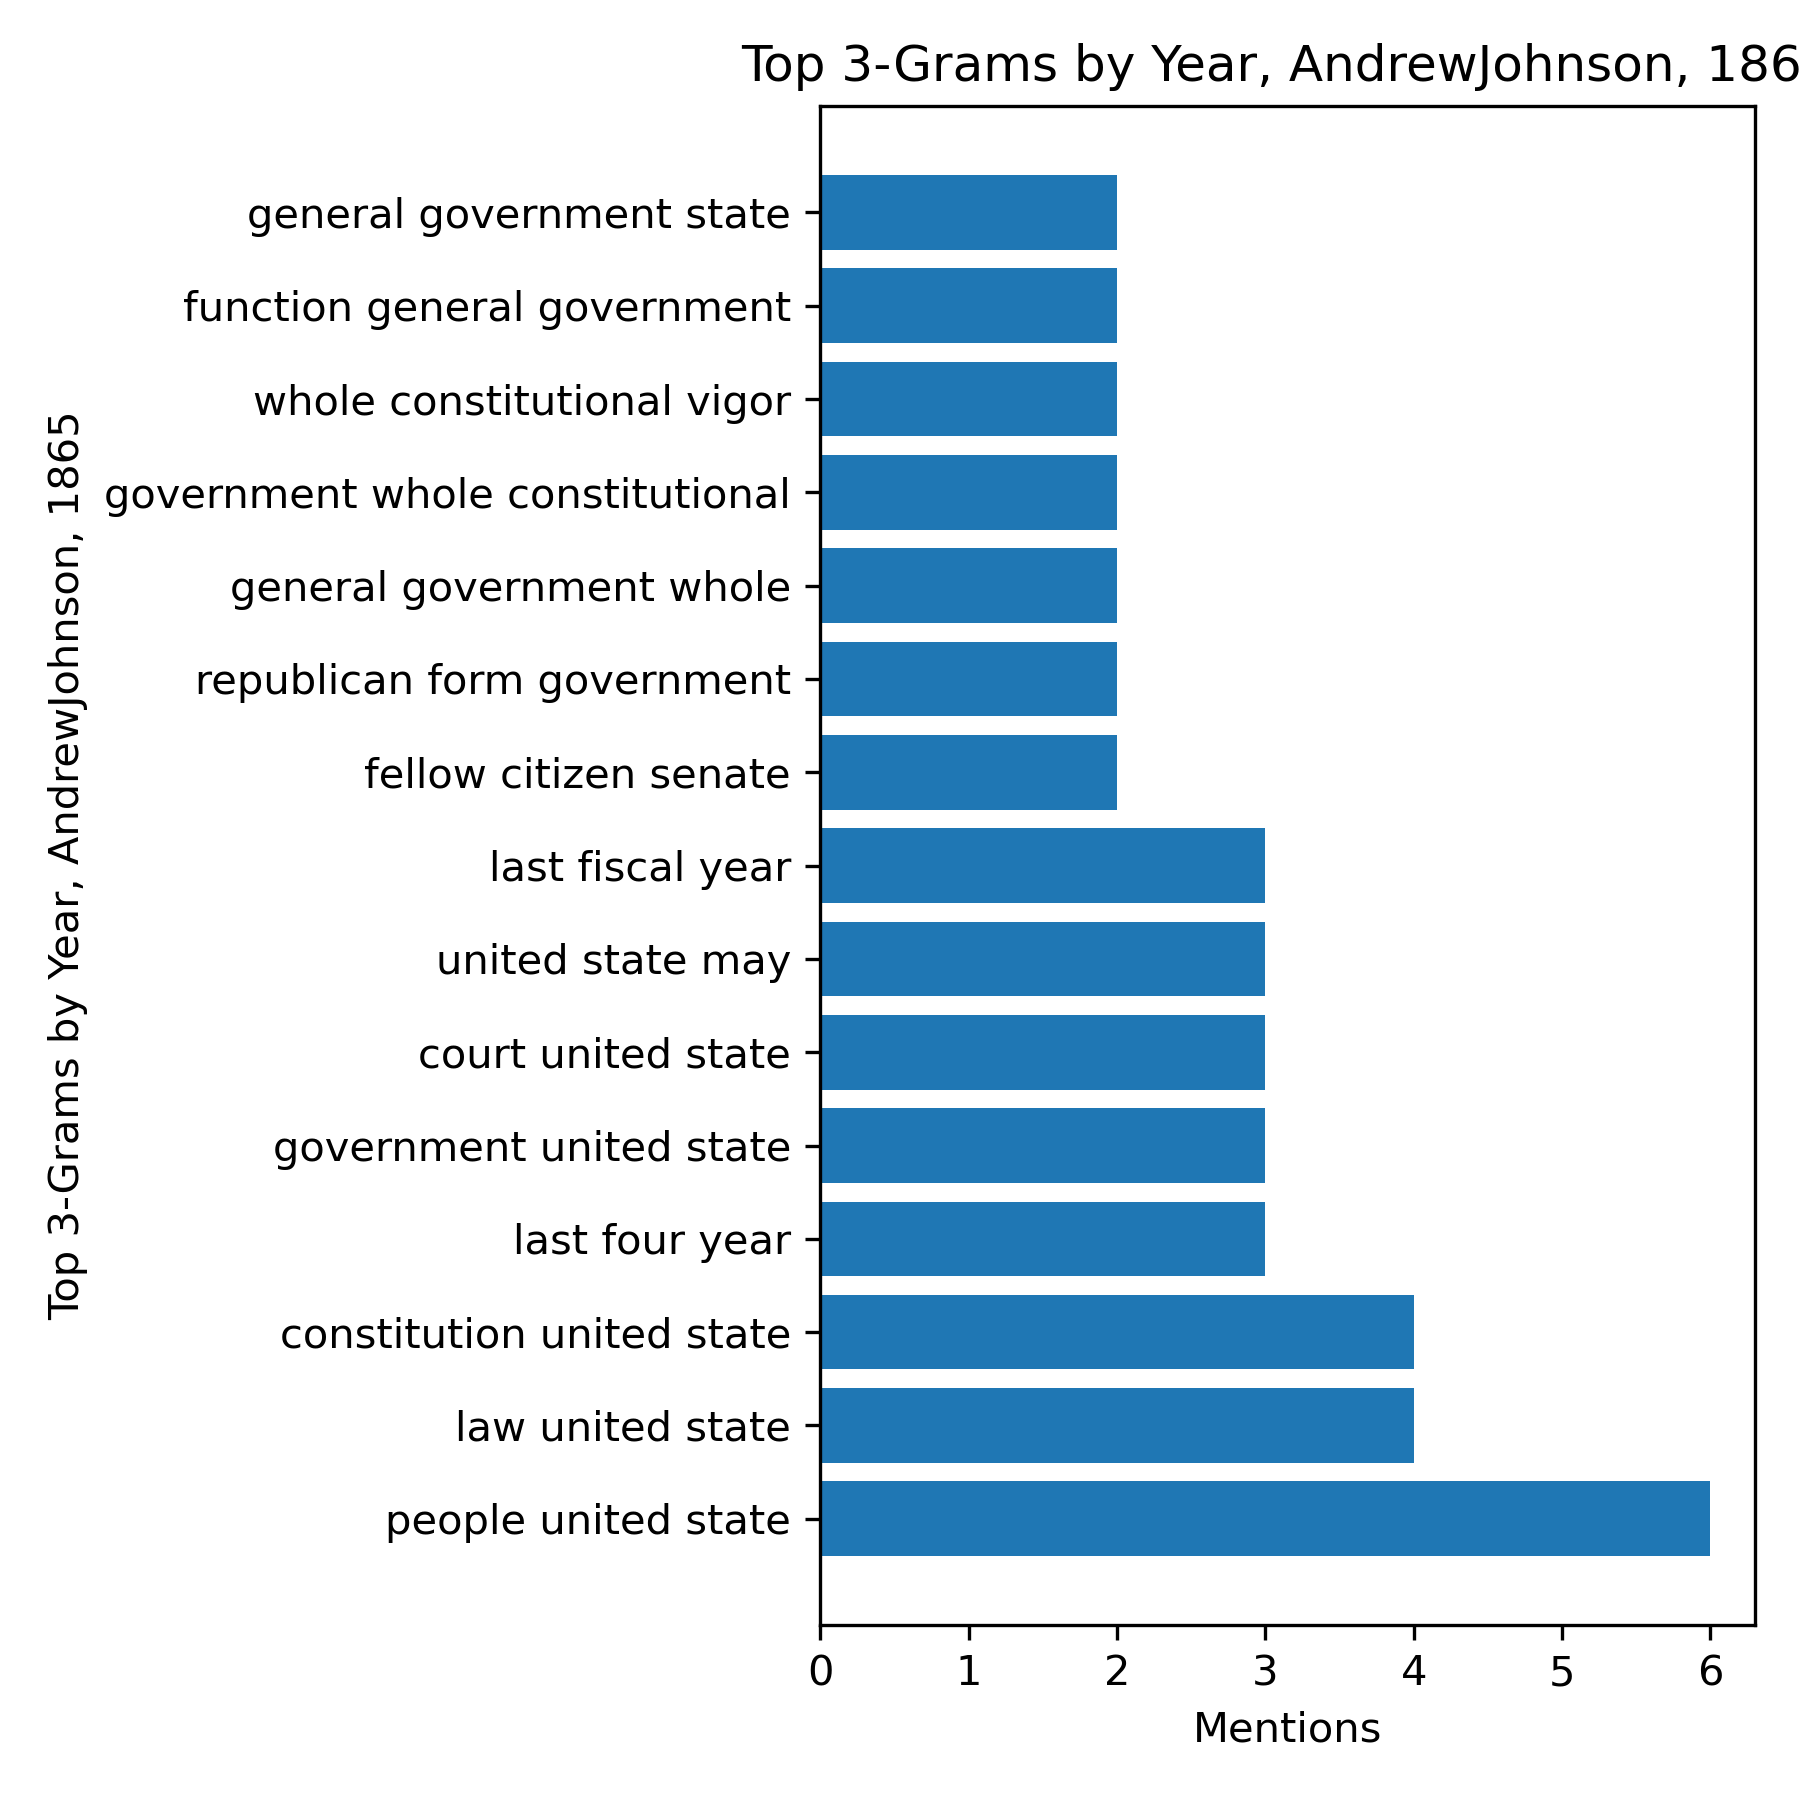 Top 3-Grams by Year, AndrewJohnson, 186
Top 3-Grams by Year, AndrewJohnson, 1865
general government state
function general government
whole constitutional vigor
government whole constitutional
general government whole
republican form government
fellow citizen senate
last fiscal year
united state may
court united state
government united state
last four year
constitution united state
law united state
people united state
0 1 2 3 4 5 6
Mentions